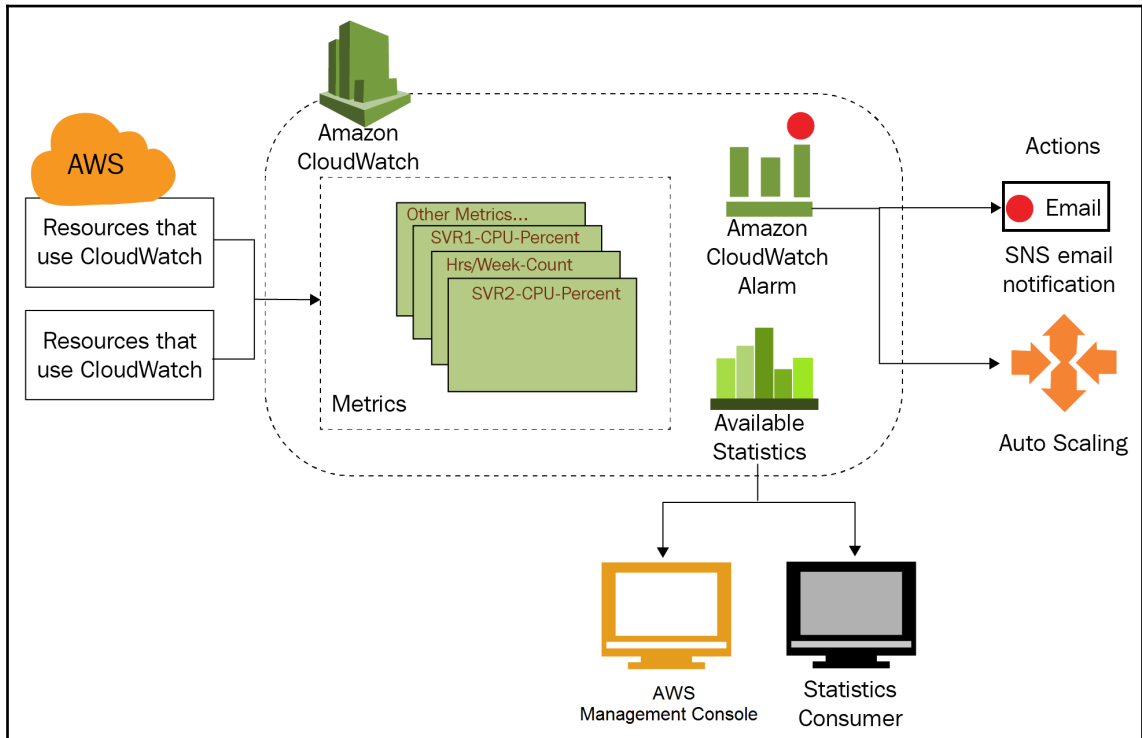 Amazon
CloudWatch
AWS
Resources that
use CloudWatch
Resources that
use CloudWatch
Other Metrics...
SVR1-CPU-Percent
Hrs/Week-Count
SVR2-CPU-Percent
Metrics
Amazon
CloudWatch
Alarm
Available
Statistics
Actions
Email
SNS email
notification
Auto Scaling
AWS
Management Console
Statistics
Consumer